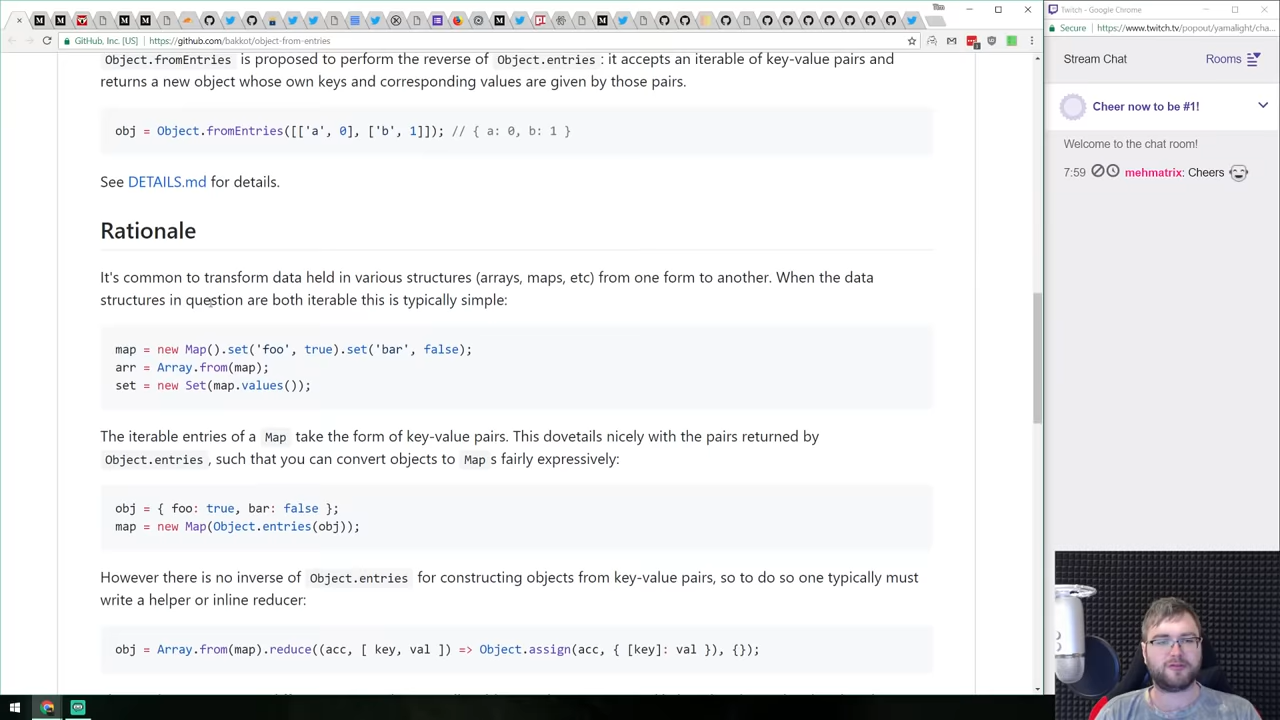 Twitch - Google Chrome
GitHub, Inc. [US]
https://github.com/bakkot/object-from-entries
Secure
https://www.twitch.tv/popout/yamalight/cha...
Object.fromEntries is proposed to perform the reverse of Object.entries : it accepts an iterable of key-value pairs and
returns a new object whose own keys and corresponding values are given by those pairs.
obj = Object.fromEntries([['a', 0], ['b', 1]]); // { a: 0, b: 1 }
See DETAILS.md for details.
Rationale
It's common to transform data held in various structures (arrays, maps, etc) from one form to another. When the data
structures in question are both iterable this is typically simple:
map = new Map().set('foo', true).set('bar', false);
arr = Array.from(map);
set = new Set(map.values());
The iterable entries of a Map take the form of key-value pairs. This dovetails nicely with the pairs returned by
Object.entries , such that you can convert objects to Map s fairly expressively:
obj = { foo: true, bar: false };
map = new Map(Object.entries(obj));
However there is no inverse of Object.entries for constructing objects from key-value pairs, so to do so one typically must
write a helper or inline reducer:
obj = Array.from(map).reduce((acc, [ key, val ]) => Object.assign(acc, { [key]: val }), {});
Stream Chat
Rooms
Cheer now to be #1!
Welcome to the chat room!
7:59 mehmatrix: Cheers